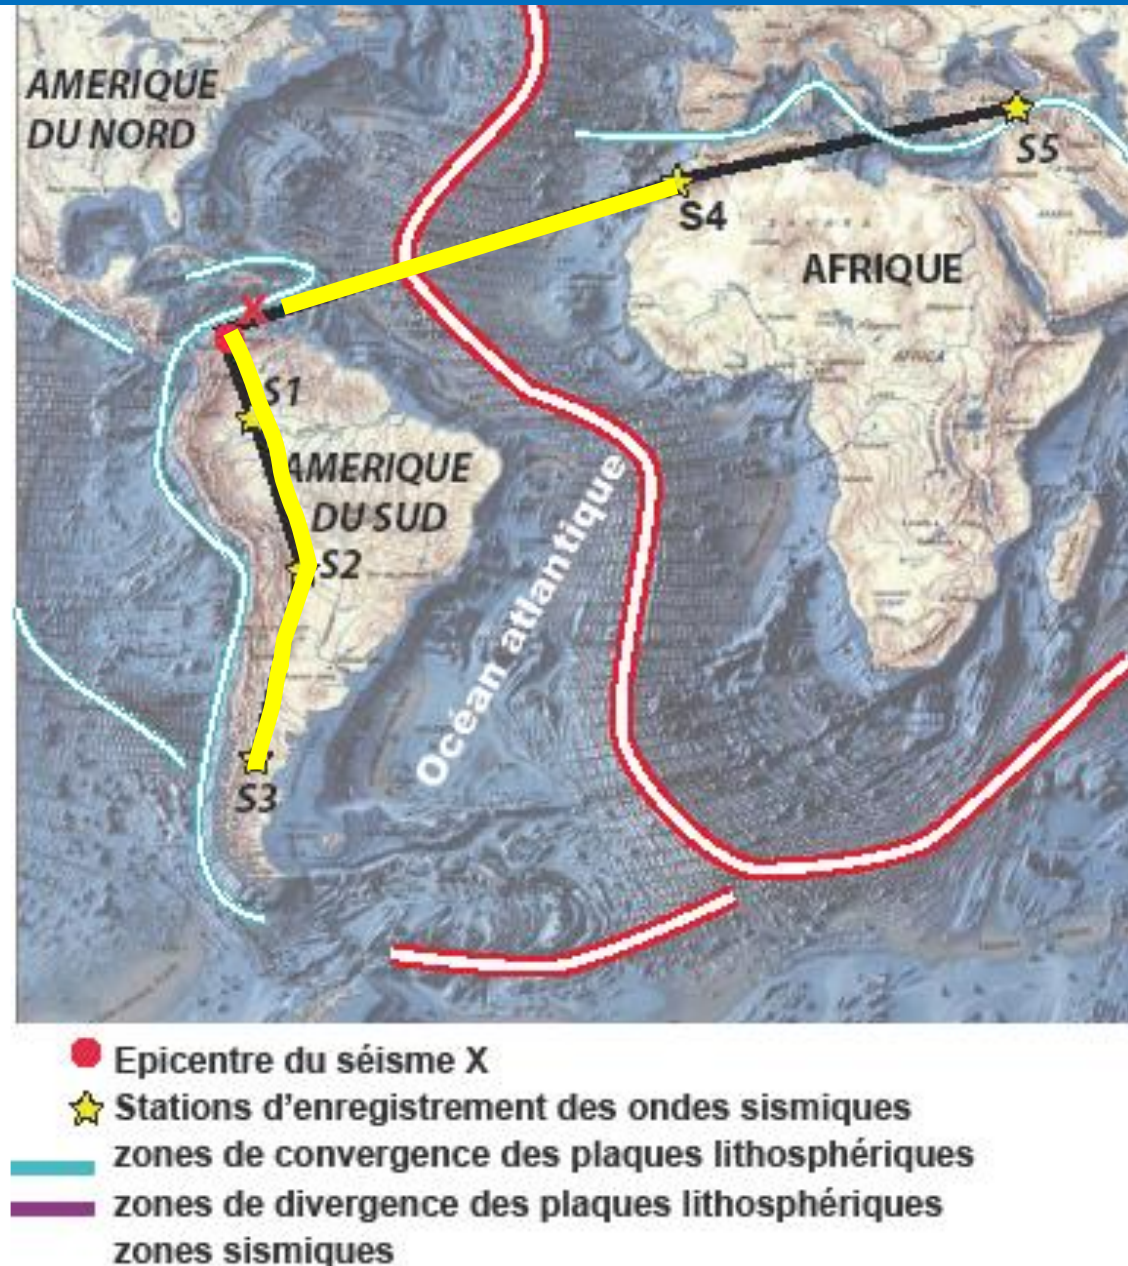 AMERIQUE
DU NORD
S5
S4
AFRIQUE
X
S1
AMERIQUE
DU SUD
S2
Ocean atlantique
S3
Epicentre du séisme X
Stations d'enregistrement des ondes sismiques
zones de convergence des plaques lithosphériques
zones de divergence des plaques lithosphériques
zones sismiques